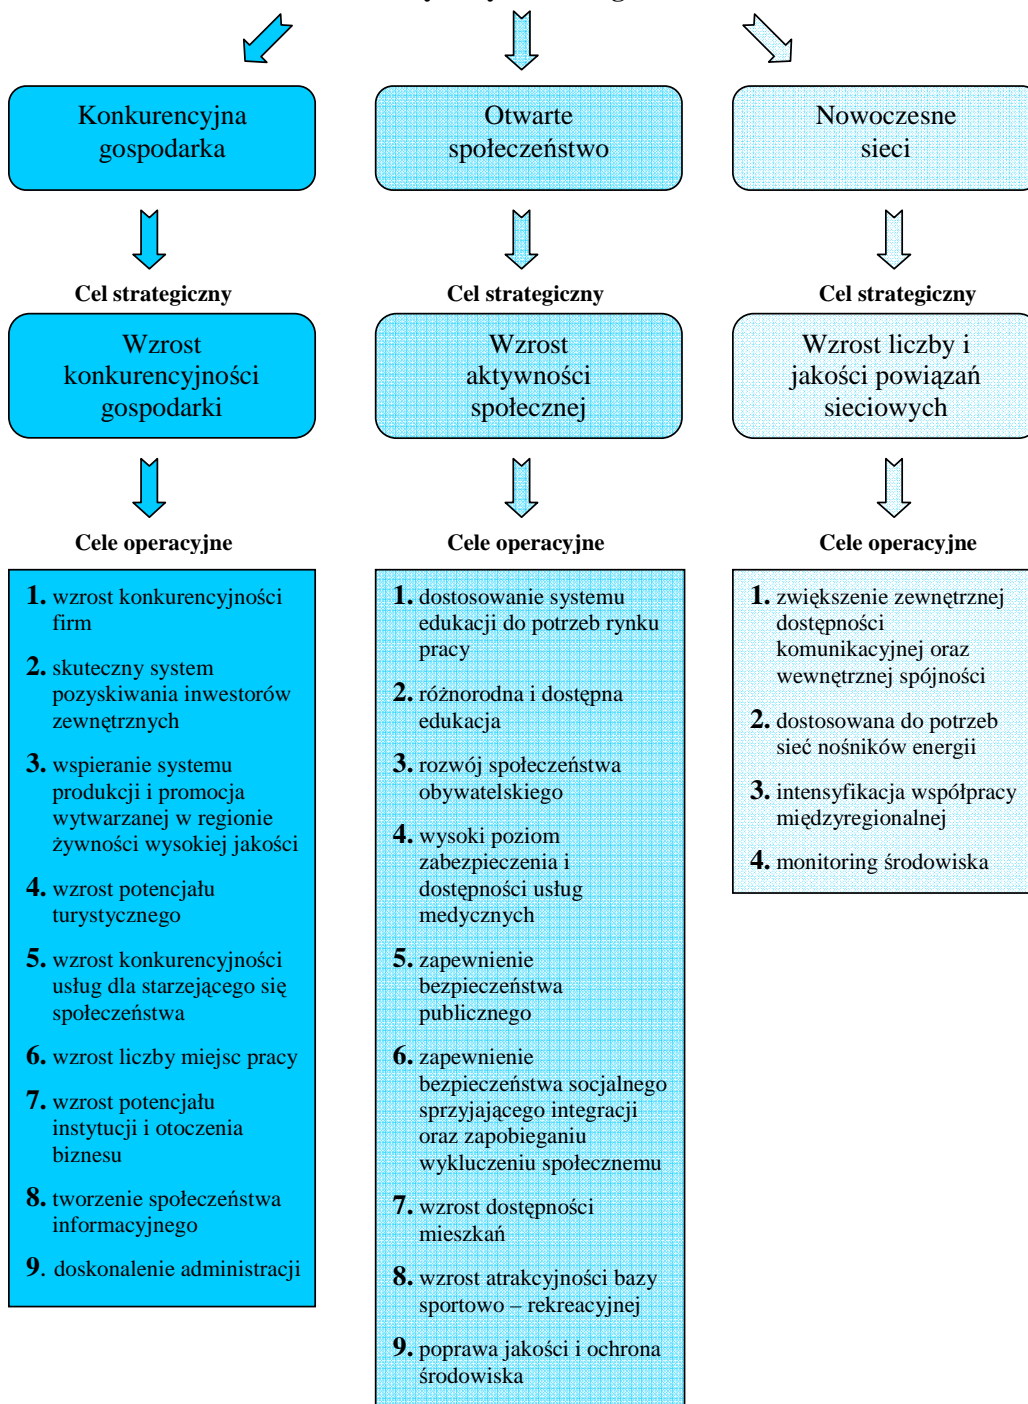 Konkurencyjna
gospodarka
Otwarte
społeczeństwo
Nowoczesne
sieci
Cel strategiczny
Cel strategiczny
Cel strategiczny
Wzrost
konkurencyjności
gospodarki
Wzrost
aktywności
społecznej
Wzrost liczby i
jakości powiązań
sieciowych
Cele operacyjne
Cele operacyjne
Cele operacyjne
1. wzrost konkurencyjności
firm
2. skuteczny system
pozyskiwania inwestorów
zewnętrznych
3. wspieranie systemu
produkcji i promocja
wytwarzanej w regionie
żywności wysokiej jakości
4. wzrost potencjału
turystycznego
5. wzrost konkurencyjności
usług dla starzejącego się
społeczeństwa
6. wzrost liczby miejsc pracy
7. wzrost potencjału
instytucji i otoczenia
biznesu
8. tworzenie społeczeństwa
informacyjnego
9. doskonalenie administracji
1. dostosowanie systemu
edukacji do potrzeb rynku
pracy
2. różnorodna i dostępna
edukacja
3. rozwój społeczeństwa
obywatelskiego
4. wysoki poziom
zabezpieczenia i
dostępności usług
medycznych
5. zapewnienie
bezpieczeństwa
publicznego
6. zapewnienie
bezpieczeństwa socjalnego
sprzyjającego integracji
oraz zapobieganiu
wykluczeniu społecznemu
7. wzrost dostępności
mieszkań
8. wzrost atrakcyjności bazy
sportowo – rekreacyjnej
9. poprawa jakości i ochrona
środowiska
1. zwiększenie zewnętrznej
dostępności
komunikacyjnej oraz
wewnętrznej spójności
2. dostosowana do potrzeb
sieć nośników energii
3. intensyfikacja współpracy
międzyregionalnej
4. monitoring środowiska